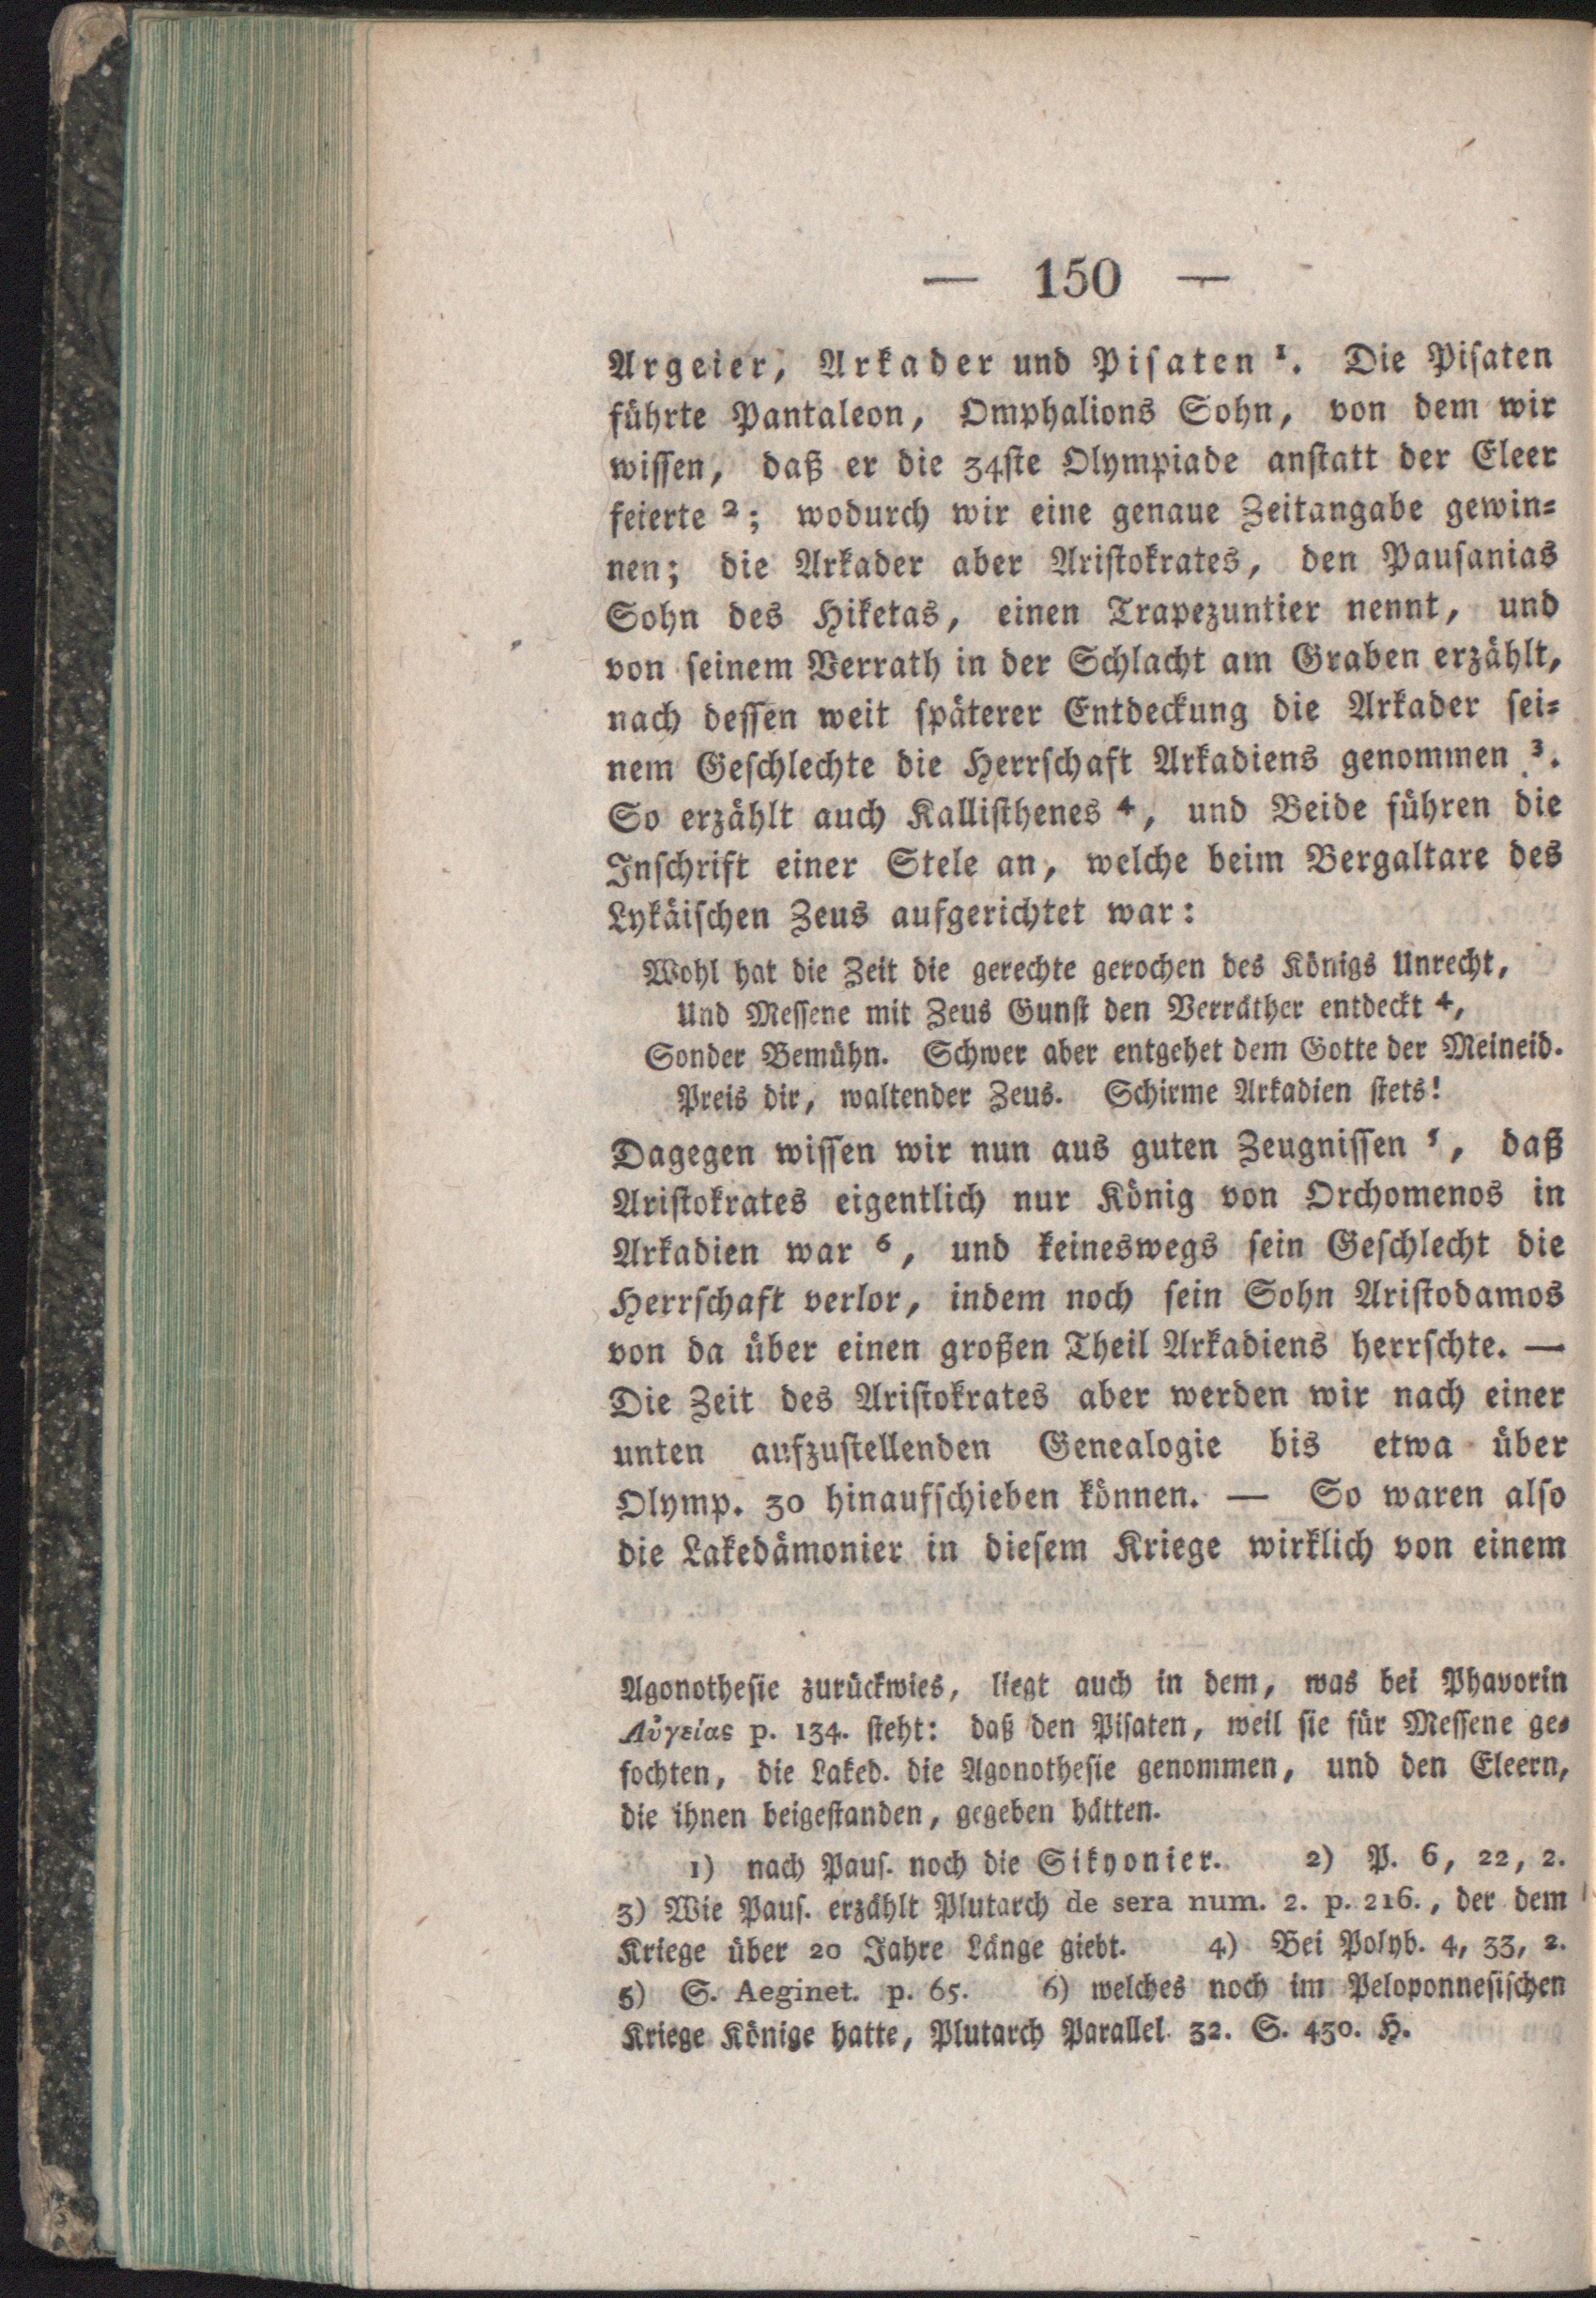 — 150 —
Argeier, Arkader und Pisaten ¹. Die Pisaten
führte Pantaleon, Omphalions Sohn, von dem wir
wissen, daß er die 34ste Olympiade anstatt der Eleer
feierte ²; wodurch wir eine genaue Zeitangabe gewin=
nen; die Arkader aber Aristokrates, den Pausanias
Sohn des Hiketas, einen Trapezuntier nennt, und
von seinem Verrath in der Schlacht am Graben erzählt,
nach dessen weit späterer Entdeckung die Arkader sei=
nem Geschlechte die Herrschaft Arkadiens genommen ³.
So erzählt auch Kallisthenes ⁴, und Beide führen die
Inschrift einer Stele an, welche beim Bergaltare des
Lykäischen Zeus aufgerichtet war:
Wohl hat die Zeit die gerechte gerochen des Königs Unrecht,
Und Messene mit Zeus Gunst den Verräther entdeckt ⁴,
Sonder Bemühn. Schwer aber entgehet dem Gotte der Meineid.
Preis dir, waltender Zeus. Schirme Arkadien stets!
Dagegen wissen wir nun aus guten Zeugnissen ⁵, daß
Aristokrates eigentlich nur König von Orchomenos in
Arkadien war ⁶, und keineswegs sein Geschlecht die
Herrschaft verlor, indem noch sein Sohn Aristodamos
von da über einen großen Theil Arkadiens herrschte. —
Die Zeit des Aristokrates aber werden wir nach einer
unten aufzustellenden Genealogie bis etwa über
Olymp. 30 hinaufschieben können. — So waren also
die Lakedämonier in diesem Kriege wirklich von einem
Agonothesie zurückwies, liegt auch in dem, was bei Phavorin
Αὐγείας p. 134. steht: daß den Pisaten, weil sie für Messene ge=
fochten, die Laked. die Agonothesie genommen, und den Eleern,
die ihnen beigestanden, gegeben hätten.
1) nach Paus. noch die Sikyonier. 2) P. 6, 22, 2.
3) Wie Paus. erzählt Plutarch de sera num. 2. p. 216., der dem
Kriege über 20 Jahre Länge giebt. 4) Bei Polyb. 4, 33, 2.
5) S. Aeginet. p. 65. 6) welches noch im Peloponnesischen
Kriege Könige hatte, Plutarch Parallel. 32. S. 430. H.